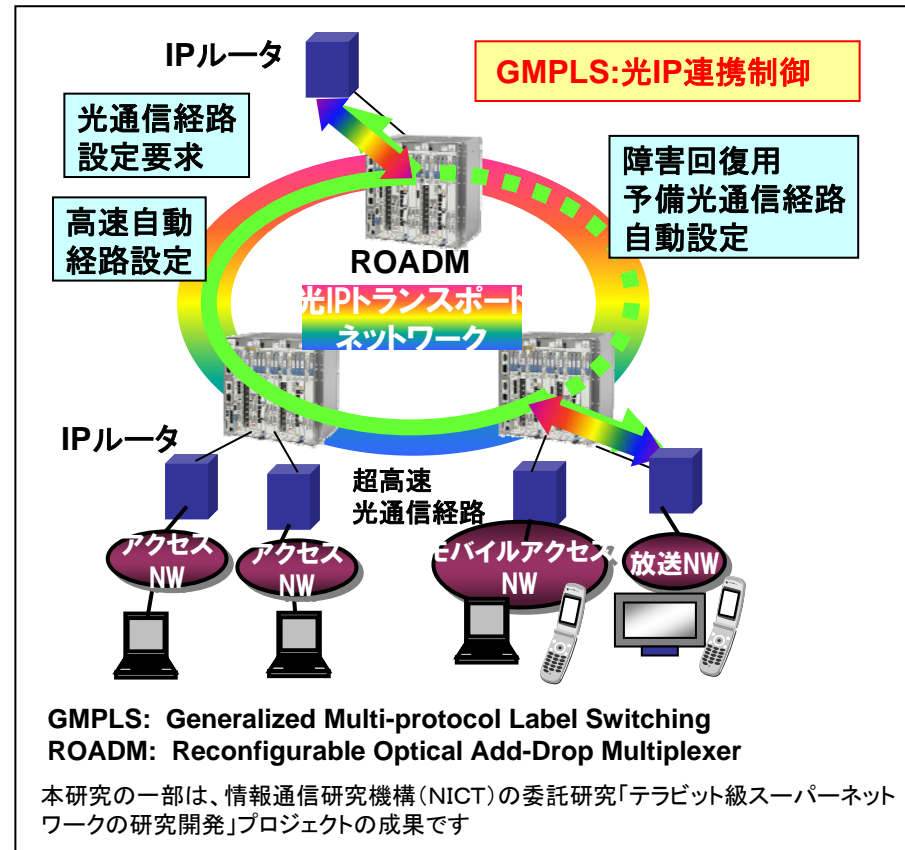 IPルータ
GMPLS:光IP連携制御
光通信経路
設定要求
障害回復用
予備光通信経路
自動設定
高速自動
経路設定
ROADM
光IPトランスポート
ネットワーク
IPルータ
超高速
光通信経路
アクセス
NW
アクセス
NW
モバイルアクセス
NW
放送NW
GMPLS: Generalized Multi-protocol Label Switching
ROADM: Reconfigurable Optical Add-Drop Multiplexer
本研究の一部は、情報通信研究機構(NICT)の委託研究「テラビット級スーパーネット
ワークの研究開発」プロジェクトの成果です